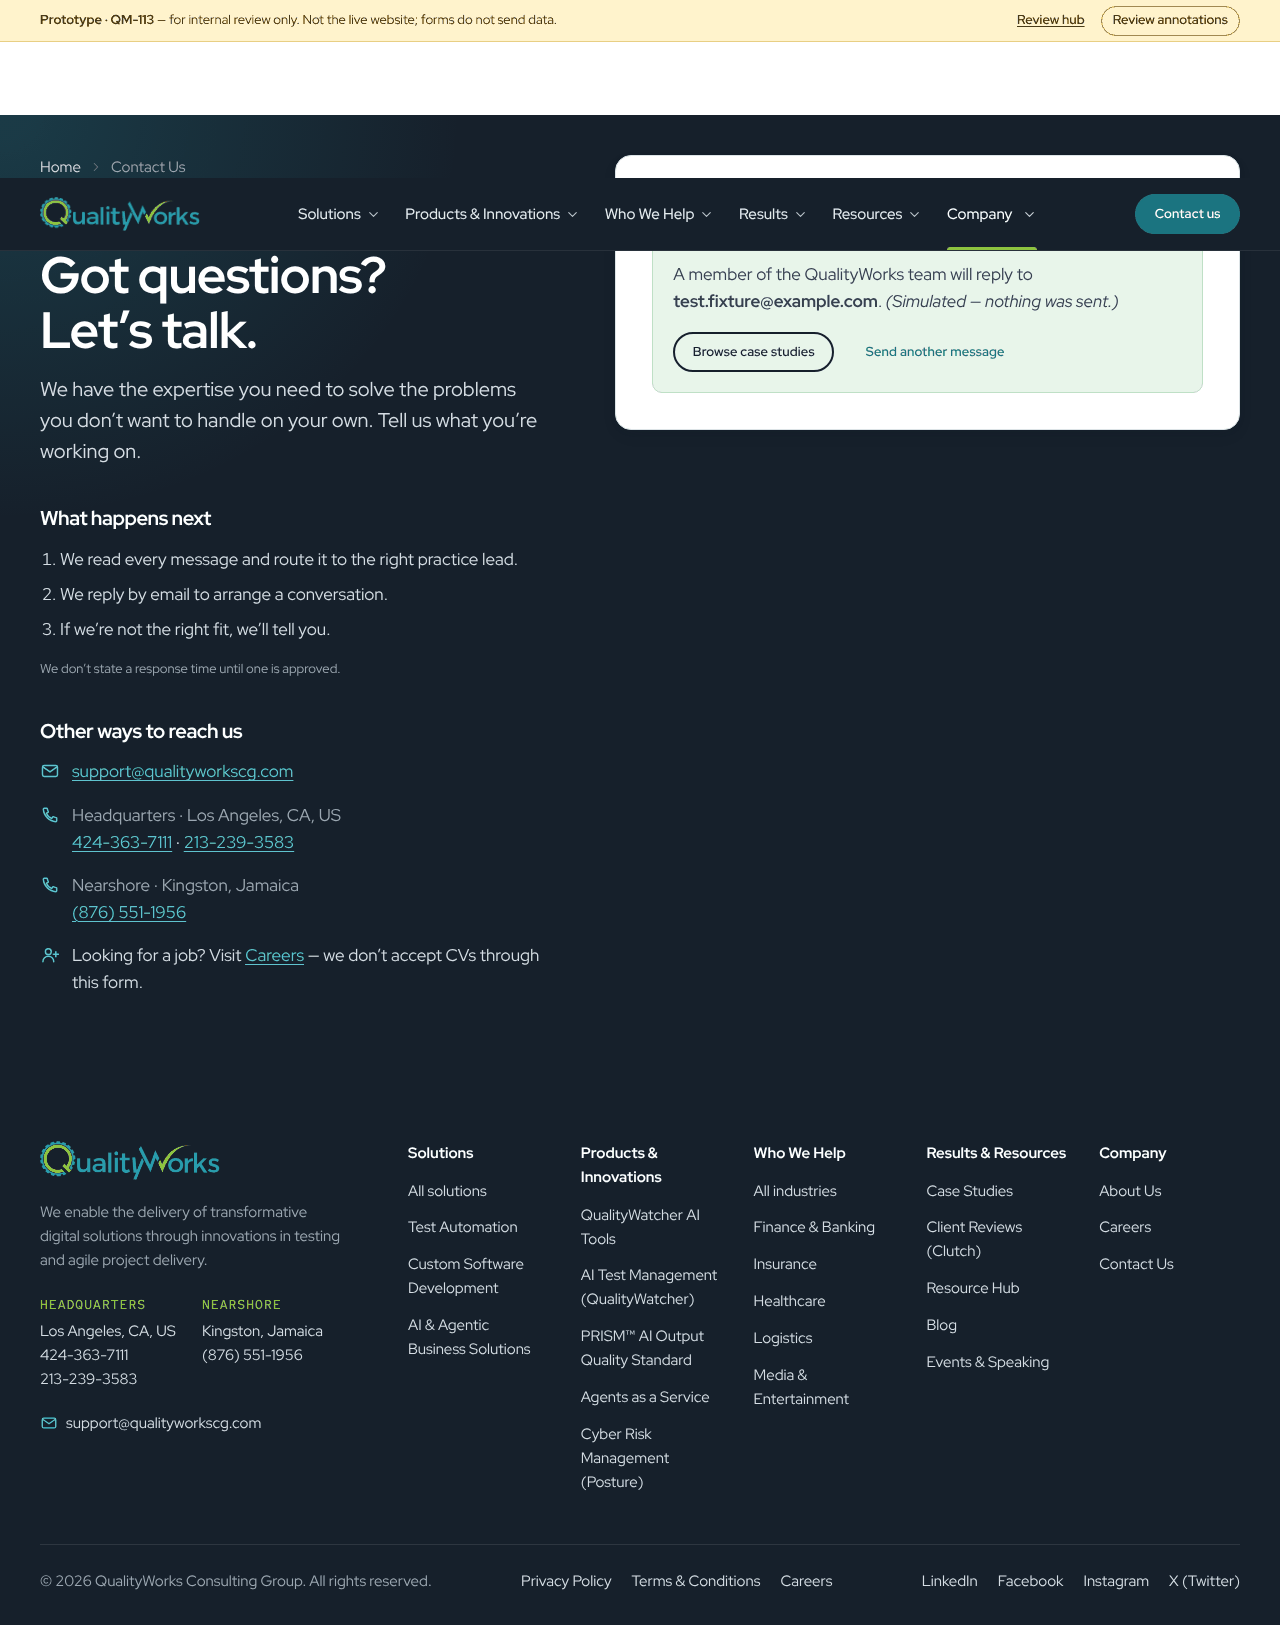 Prototype · QM-113 — for internal review only. Not the live website; forms do not send data.
Review hub
Review annotations
Home > Contact Us
QualityWorks
Solutions
Products & Innovations
Who We Help
Results
Resources
Company
Contact us
Got questions?
Let’s talk.
We have the expertise you need to solve the problems
you don’t want to handle on your own. Tell us what you’re
working on.
What happens next
1. We read every message and route it to the right practice lead.
2. We reply by email to arrange a conversation.
3. If we’re not the right fit, we’ll tell you.
We don’t state a response time until one is approved.
Other ways to reach us
support@qualityworkscg.com
Headquarters · Los Angeles, CA, US
424-363-7111 · 213-239-3583
Nearshore · Kingston, Jamaica
(876) 551-1956
Looking for a job? Visit Careers — we don’t accept CVs through
this form.
A member of the QualityWorks team will reply to
test.fixture@example.com. (Simulated — nothing was sent.)
Browse case studies
Send another message
QualityWorks
We enable the delivery of transformative
digital solutions through innovations in testing
and agile project delivery.
HEADQUARTERS
Los Angeles, CA, US
424-363-7111
213-239-3583
NEARSHORE
Kingston, Jamaica
(876) 551-1956
support@qualityworkscg.com
Solutions
All solutions
Test Automation
Custom Software
Development
AI & Agentic
Business Solutions
Products &
Innovations
QualityWatcher AI
Tools
AI Test Management
(QualityWatcher)
PRISM™ AI Output
Quality Standard
Agents as a Service
Cyber Risk
Management
(Posture)
Who We Help
All industries
Finance & Banking
Insurance
Healthcare
Logistics
Media &
Entertainment
Results & Resources
Case Studies
Client Reviews
(Clutch)
Resource Hub
Blog
Events & Speaking
Company
About Us
Careers
Contact Us
© 2026 QualityWorks Consulting Group. All rights reserved.
Privacy Policy
Terms & Conditions
Careers
LinkedIn
Facebook
Instagram
X (Twitter)